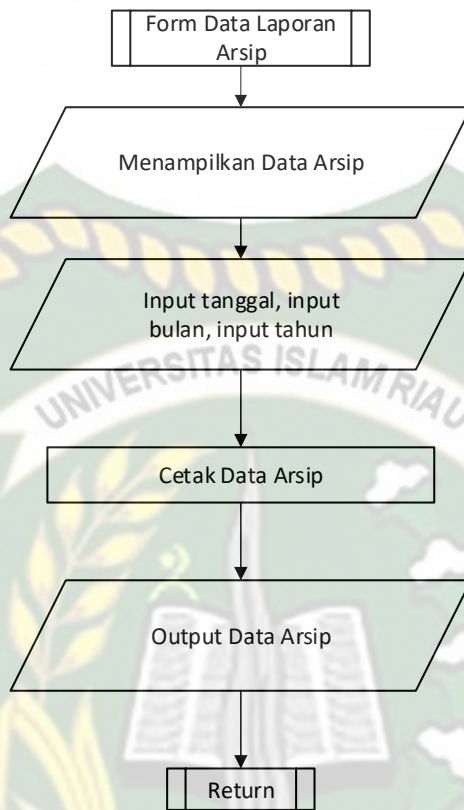 Form Data Laporan
Arsip
Menampilkan Data Arsip
Input tanggal, input
bulan, input tahun
UNIVERSITAS ISLAM RIAU
Cetak Data Arsip
Output Data Arsip
Return